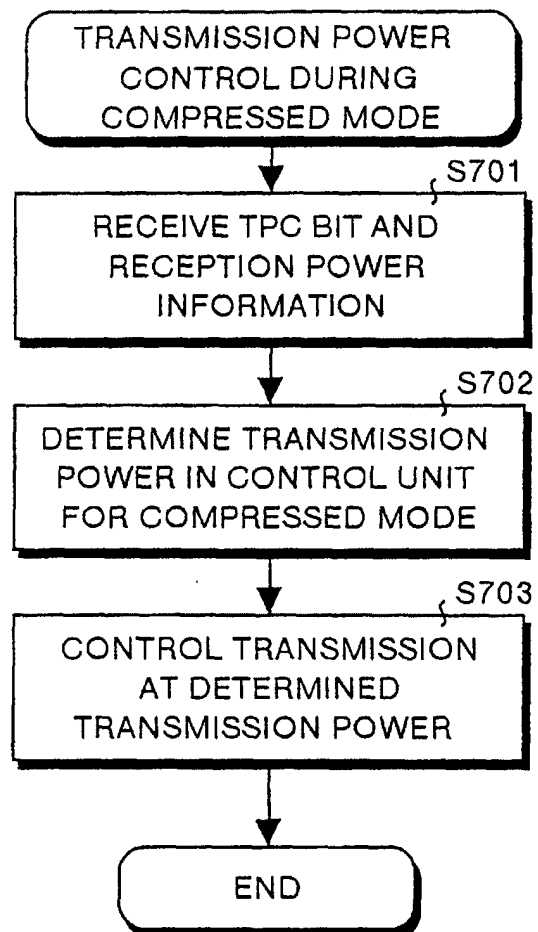 TRANSMISSION POWER
CONTROL DURING
COMPRESSED MODE
S701
RECEIVE TPC BIT AND
RECEPTION POWER
INFORMATION
S702
DETERMINE TRANSMISSION
POWER IN CONTROL UNIT
FOR COMPRESSED MODE
S703
CONTROL TRANSMISSION
AT DETERMINED
TRANSMISSION POWER
END